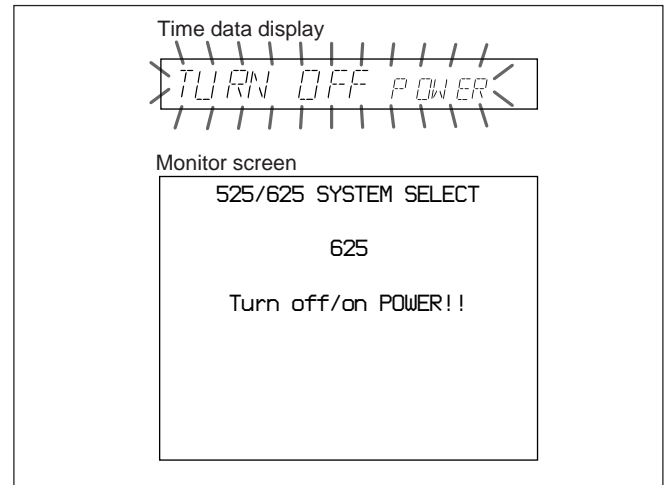 Time data display
TURN OFF POWER
Monitor screen
525/625 SYSTEM SELECT
625
Turn off/on POWER!!